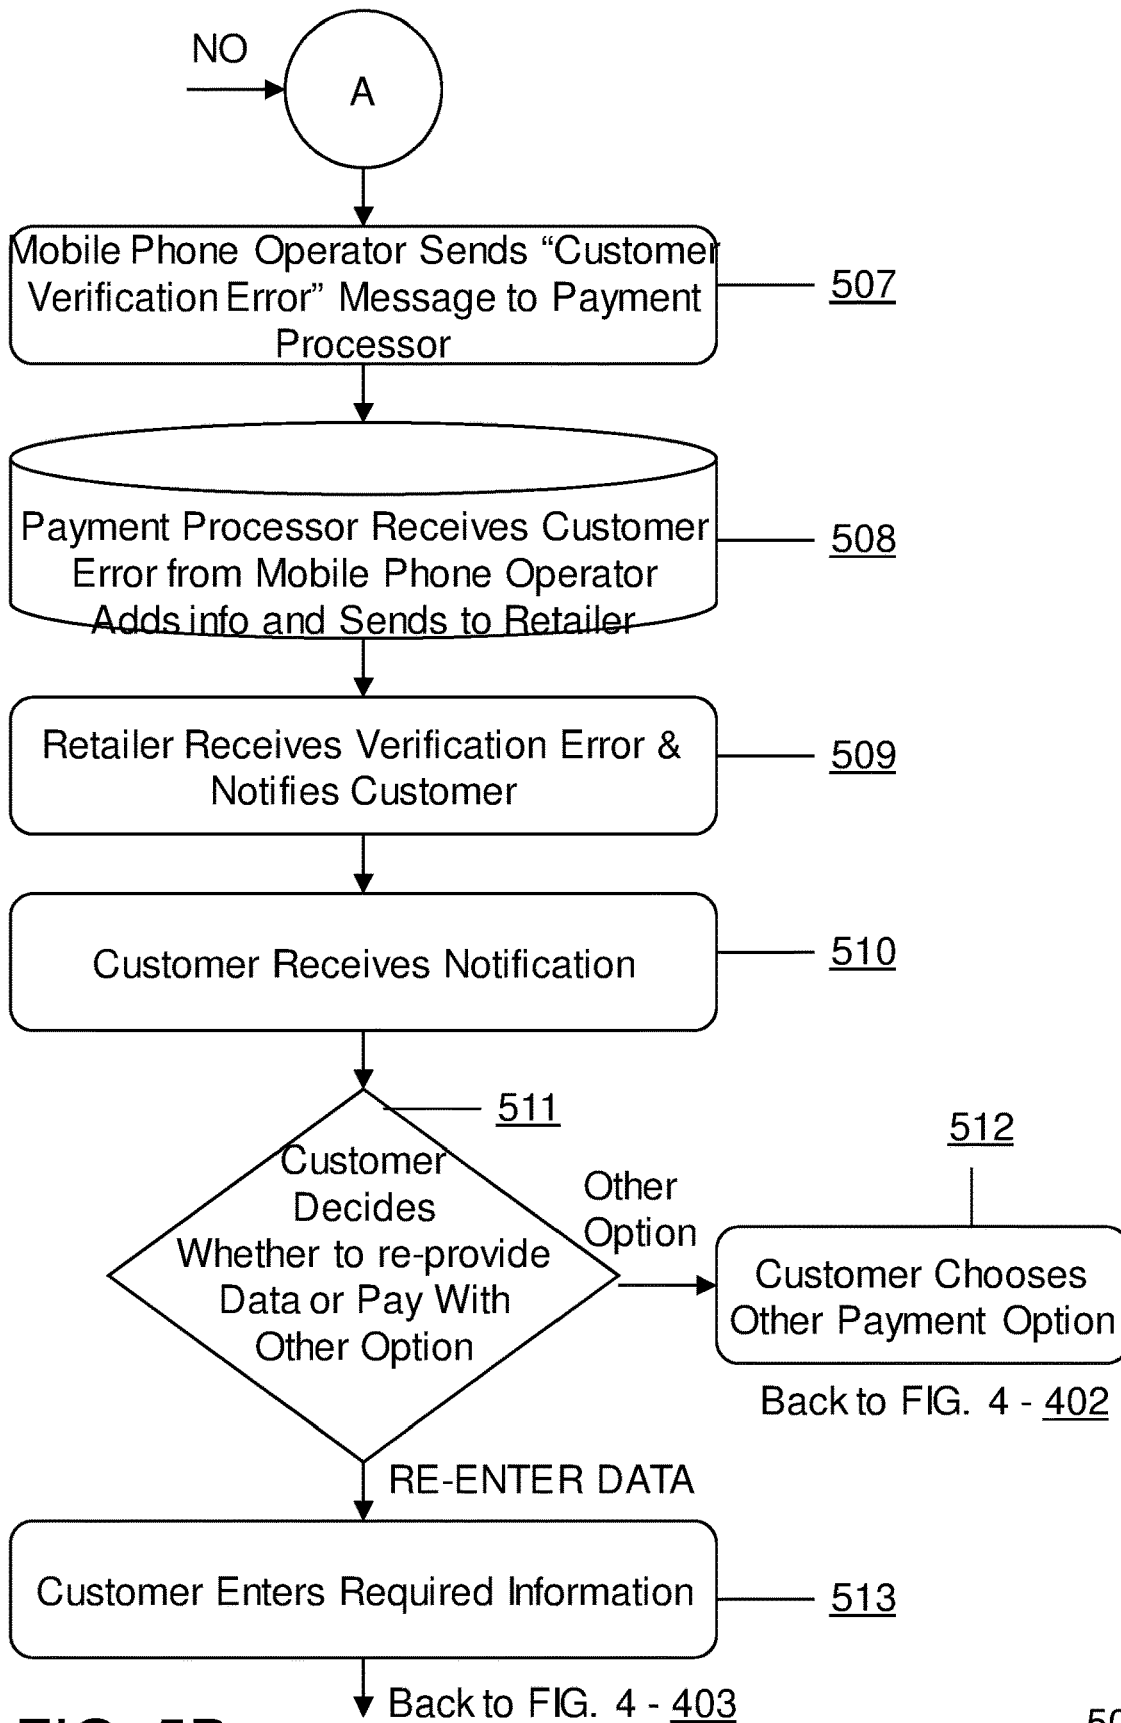 NO
A
Mobile Phone Operator Sends “Customer
Verification Error” Message to Payment
Processor
507
Payment Processor Receives Customer
Error from Mobile Phone Operator
Adds info and Sends to Retailer
508
Retailer Receives Verification Error &
Notifies Customer
509
Customer Receives Notification
510
511
Customer
Decides
Whether to re-provide
Data or Pay With
Other Option
Other
Option
512
Customer Chooses
Other Payment Option
Back to FIG. 4 - 402
RE-ENTER DATA
Customer Enters Required Information
513
Back to FIG. 4 - 403